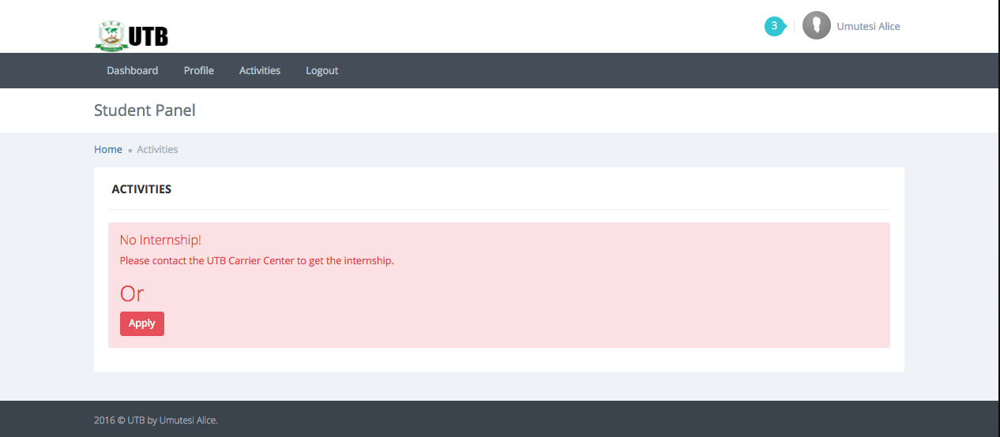 UTB
3
Umutesi Alice
Dashboard Profile Activities Logout
Student Panel
Home Activities
ACTIVITIES
No Internship!
Please contact the UTB Carrier Center to get the internship.
Or
Apply
2016 © UTB by Umutesi Alice.